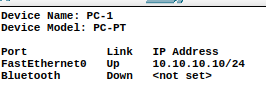 Device Name: PC-1
Device Model: PC-PT
Port Link IP Address
FastEthernet0 Up 10.10.10.10/24
Bluetooth Down <not set>